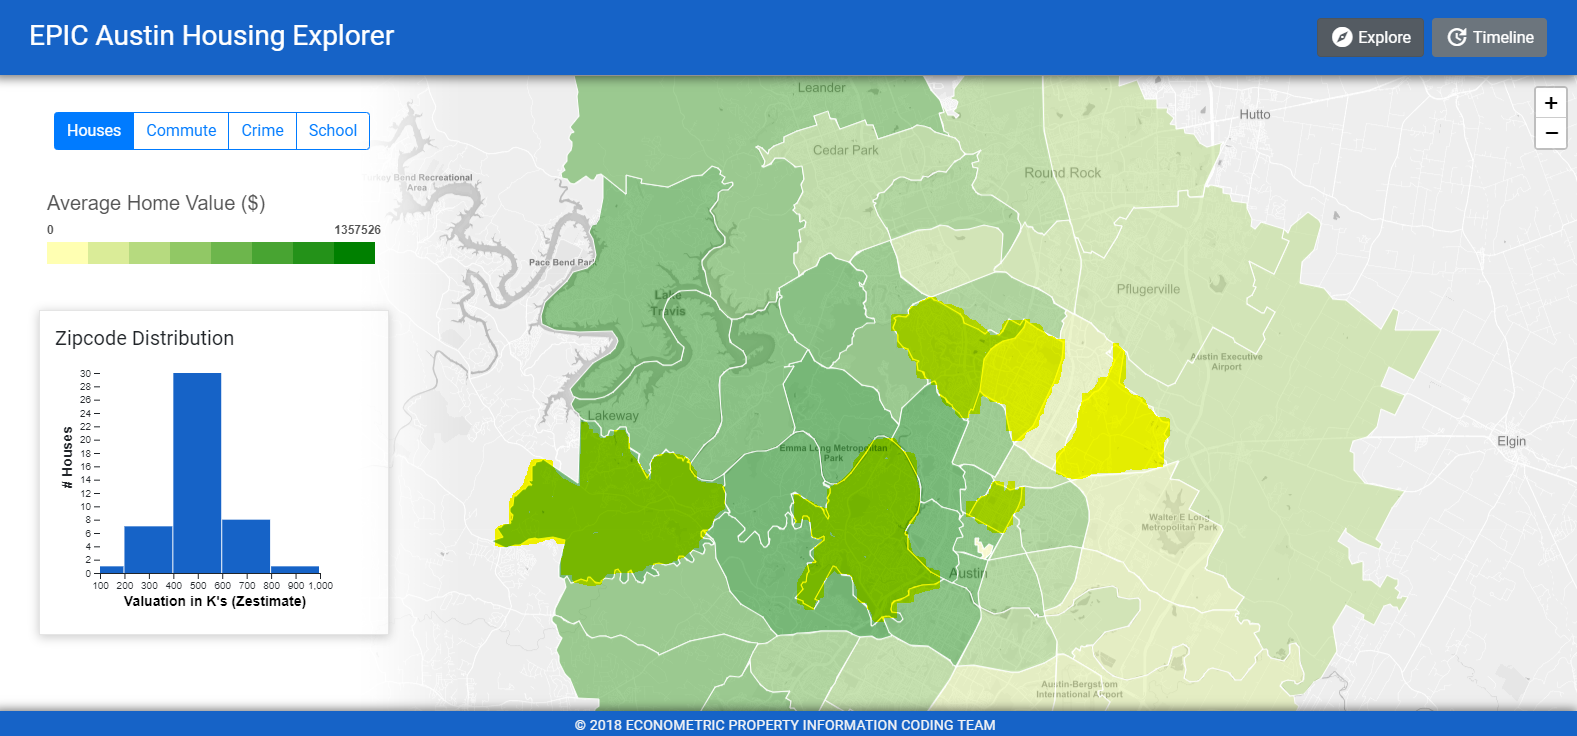 EPIC Austin Housing Explorer
Explore
Timeline
Houses
Commute
Crime
School
Average Home Value ($)
0
1357526
Zipcode Distribution
30
28
26
24
22
20
18
16
14
12
10
8
6
4
2
0
# Houses
100 200 300 400 500 600 700 800 900 1,000
Valuation in K's (Zestimate)
Leander
Hutto
+
−
Cedar Park
Round Rock
Turkey Bend Recreational
Area
Pace Bend Park
Lake
Travis
Pflugerville
Austin Executive
Airport
Lakeway
Emma Long Metropolitan
Park
Elgin
Walter E Long
Metropolitan Park
Austin
Austin-Bergstrom
International Airport
© 2018 ECONOMETRIC PROPERTY INFORMATION CODING TEAM